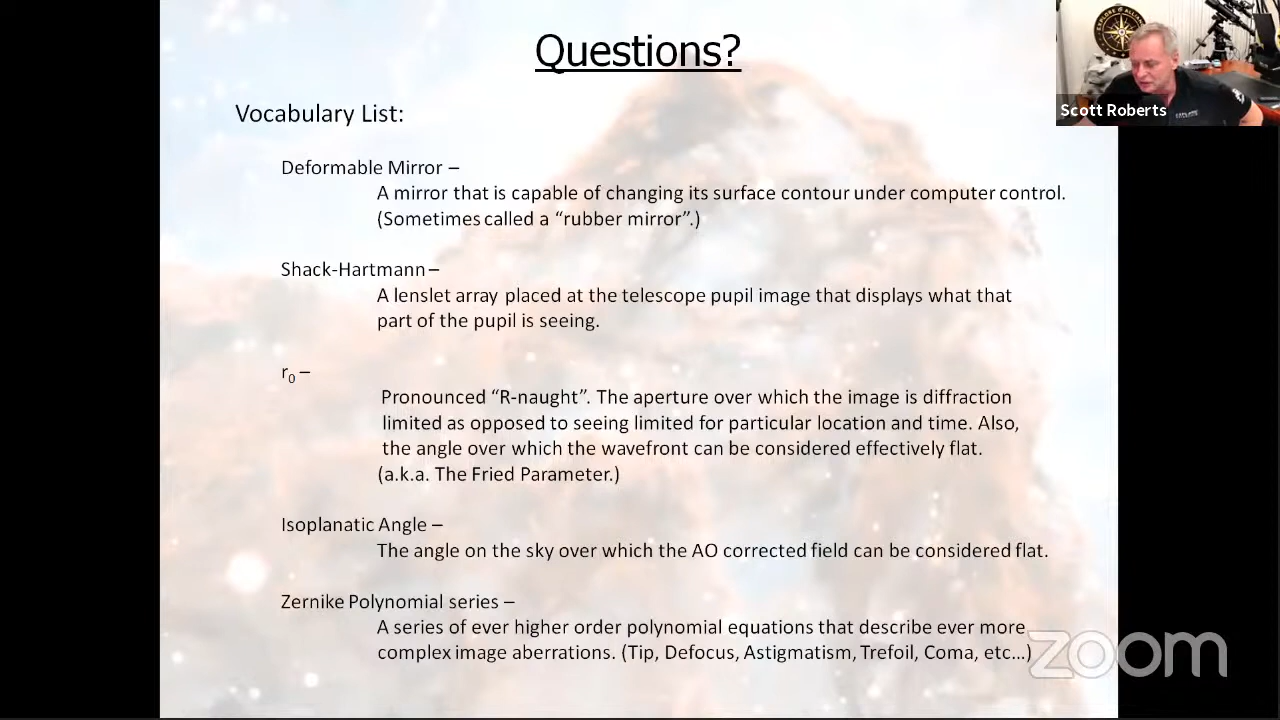 Questions?
Vocabulary List:
Deformable Mirror –
A mirror that is capable of changing its surface contour under computer control.
(Sometimes called a “rubber mirror”.)
Shack-Hartmann –
A lenslet array placed at the telescope pupil image that displays what that
part of the pupil is seeing.
r0 –
Pronounced “R-naught”. The aperture over which the image is diffraction
limited as opposed to seeing limited for particular location and time. Also,
the angle over which the wavefront can be considered effectively flat.
(a.k.a. The Fried Parameter.)
Isoplanatic Angle –
The angle on the sky over which the AO corrected field can be considered flat.
Zernike Polynomial series –
A series of ever higher order polynomial equations that describe ever more
complex image aberrations. (Tip, Defocus, Astigmatism, Trefoil, Coma, etc…)
Scott Roberts
zoom